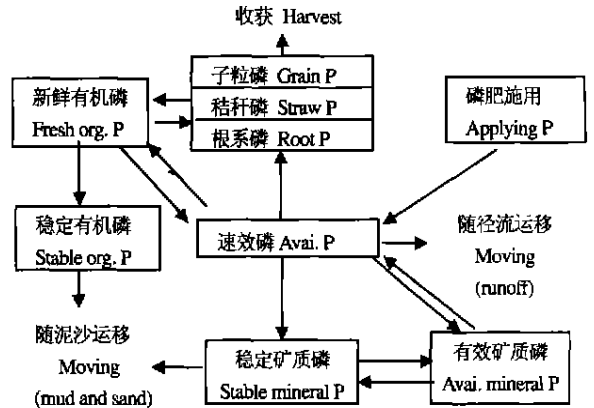 收获 Harvest
子粒磷 Grain P
秸秆磷 Straw P
根系磷 Root P
新鲜有机磷
Fresh org. P
磷肥施用
Applying P
稳定有机磷
Stable org. P
速效磷 Avai. P
随径流运移
Moving
(runoff)
随泥沙运移
Moving
(mud and sand)
稳定矿质磷
Stable mineral P
有效矿质磷
Avai. mineral P